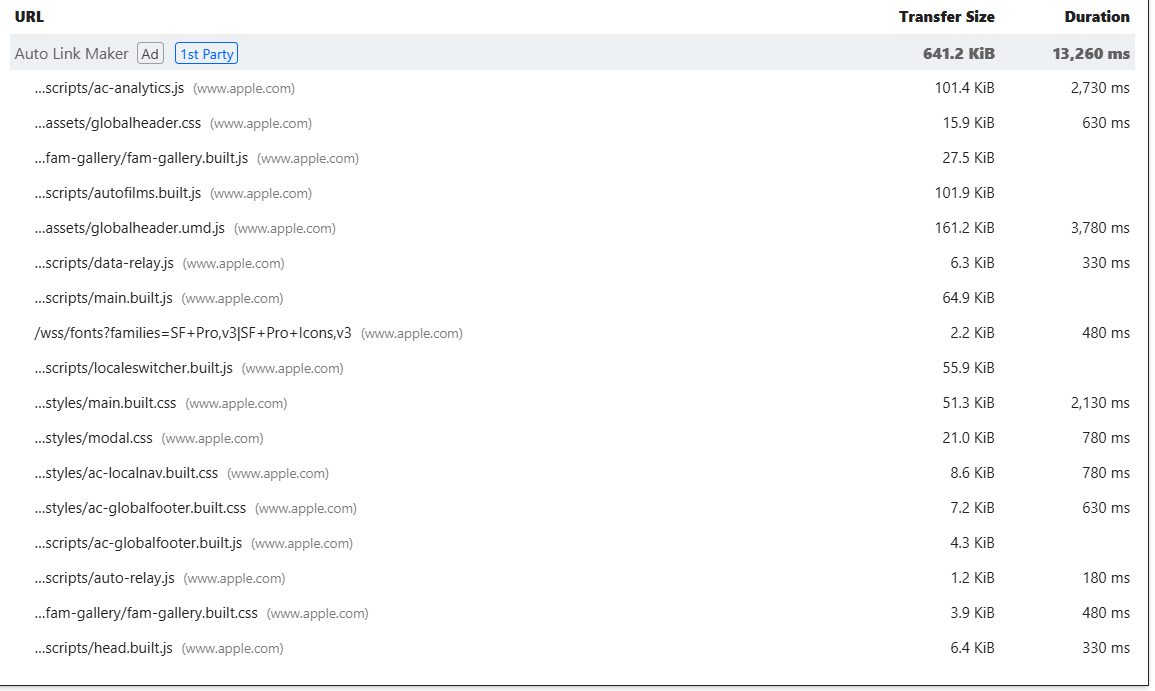 URL Transfer Size Duration
Auto Link Maker Ad 1st Party 641.2 KiB 13,260 ms
...scripts/ac-analytics.js (www.apple.com) 101.4 KiB 2,730 ms
...assets/globalheader.css (www.apple.com) 15.9 KiB 630 ms
...fam-gallery/fam-gallery.built.js (www.apple.com) 27.5 KiB
...scripts/autofilms.built.js (www.apple.com) 101.9 KiB
...assets/globalheader.umd.js (www.apple.com) 161.2 KiB 3,780 ms
...scripts/data-relay.js (www.apple.com) 6.3 KiB 330 ms
...scripts/main.built.js (www.apple.com) 64.9 KiB
/wss/fonts?families=SF+Pro,v3|SF+Pro+Icons,v3 (www.apple.com) 2.2 KiB 480 ms
...scripts/localeswitcher.built.js (www.apple.com) 55.9 KiB
...styles/main.built.css (www.apple.com) 51.3 KiB 2,130 ms
...styles/modal.css (www.apple.com) 21.0 KiB 780 ms
...styles/ac-localnav.built.css (www.apple.com) 8.6 KiB 780 ms
...styles/ac-globalfooter.built.css (www.apple.com) 7.2 KiB 630 ms
...scripts/ac-globalfooter.built.js (www.apple.com) 4.3 KiB
...scripts/auto-relay.js (www.apple.com) 1.2 KiB 180 ms
...fam-gallery/fam-gallery.built.css (www.apple.com) 3.9 KiB 480 ms
...scripts/head.built.js (www.apple.com) 6.4 KiB 330 ms